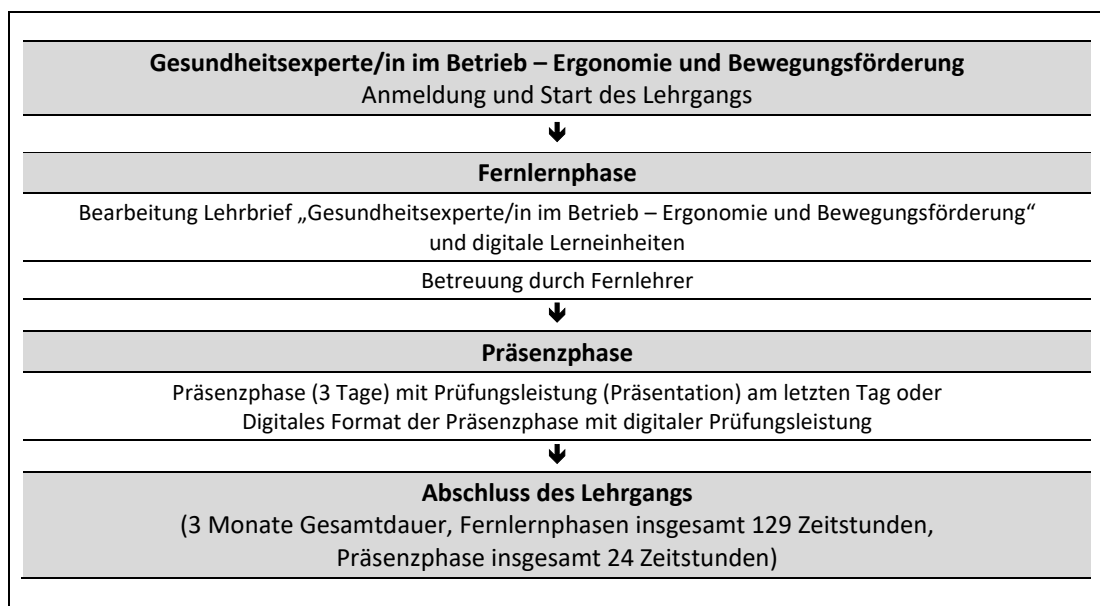 Gesundheitsexperte/in im Betrieb – Ergonomie und Bewegungsförderung
Anmeldung und Start des Lehrgangs
Fernlernphase
Bearbeitung Lehrbrief „Gesundheitsexperte/in im Betrieb – Ergonomie und Bewegungsförderung“
und digitale Lerneinheiten
Betreuung durch Fernlehrer
Präsenzphase
Präsenzphase (3 Tage) mit Prüfungsleistung (Präsentation) am letzten Tag oder
Digitales Format der Präsenzphase mit digitaler Prüfungsleistung
Abschluss des Lehrgangs
(3 Monate Gesamtdauer, Fernlernphasen insgesamt 129 Zeitstunden,
Präsenzphase insgesamt 24 Zeitstunden)